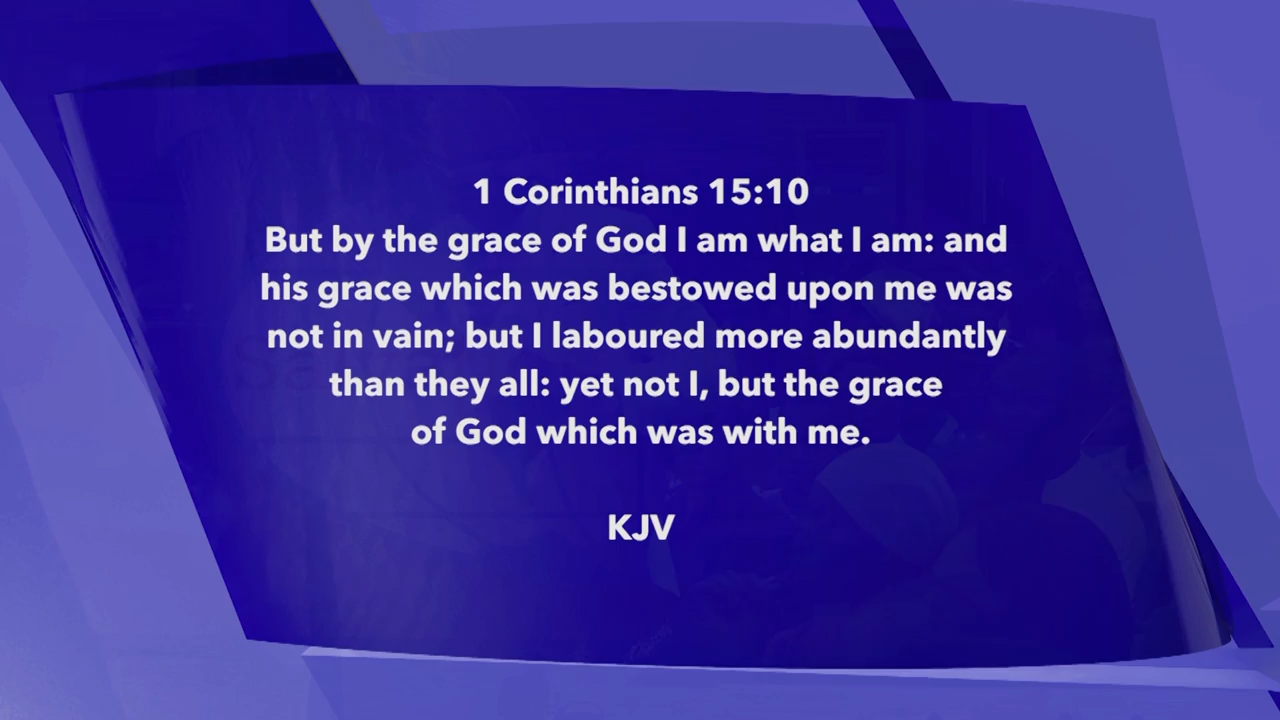 1 Corinthians 15:10
But by the grace of God I am what I am: and
his grace which was bestowed upon me was
not in vain; but I laboured more abundantly
than they all: yet not I, but the grace
of God which was with me.
KJV